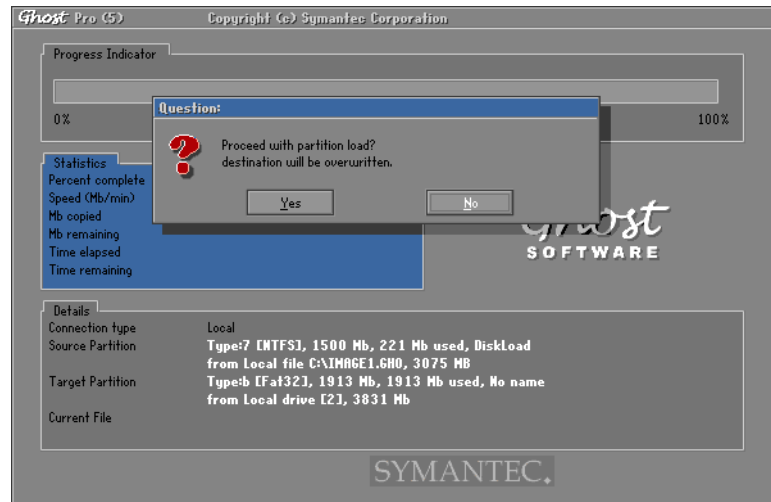 Ghost Pro (5) Copyright (c) Symantec Corporation
Progress Indicator
0% 100%
Question:
Proceed with partition load?
destination will be overwritten.
Yes No
Statistics
Percent complete
Speed (Mb/min)
Mb copied
Mb remaining
Time elapsed
Time remaining
Ghost
SOFTWARE
Details
Connection type Local
Source Partition Type:7 [NTFS], 1500 Mb, 221 Mb used, DiskLoad
from Local file C:\IMAGE1.GHO, 3075 MB
Target Partition Type:b [Fat32], 1913 Mb, 1913 Mb used, No name
from Local drive [2], 3831 Mb
Current File
SYMANTEC.